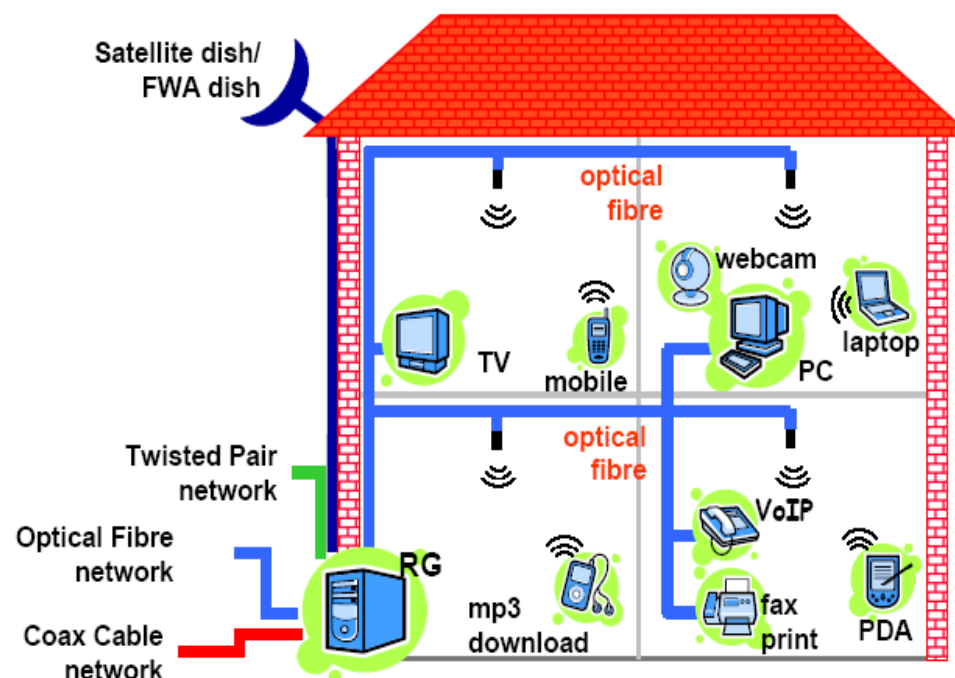 Satellite dish/
FWA dish
optical
fibre
webcam
laptop
TV
mobile
PC
optical
fibre
Twisted Pair
network
VoIP
Optical Fibre
network
RG
mp3
download
fax
print
PDA
Coax Cable
network